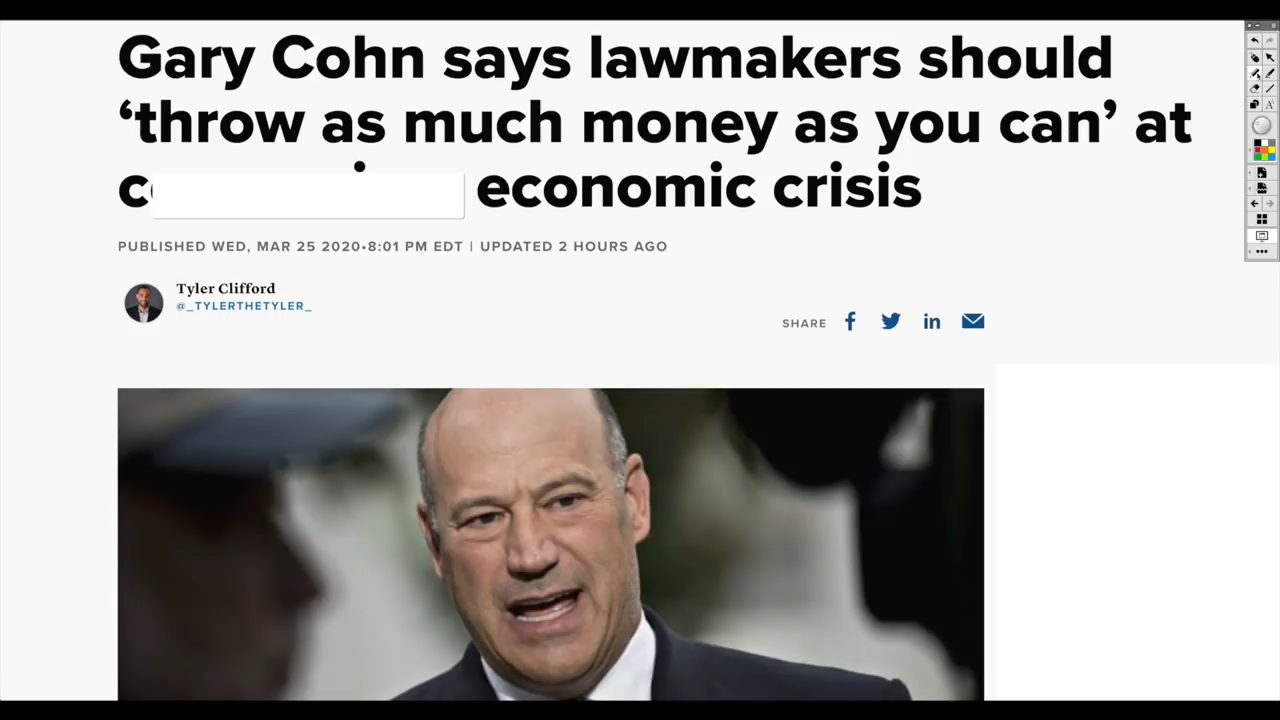 Gary Cohn says lawmakers should
‘throw as much money as you can’ at
economic crisis
PUBLISHED WED, MAR 25 2020•8:01 PM EDT | UPDATED 2 HOURS AGO
Tyler Clifford
@_TYLERTHETYLER_
SHARE